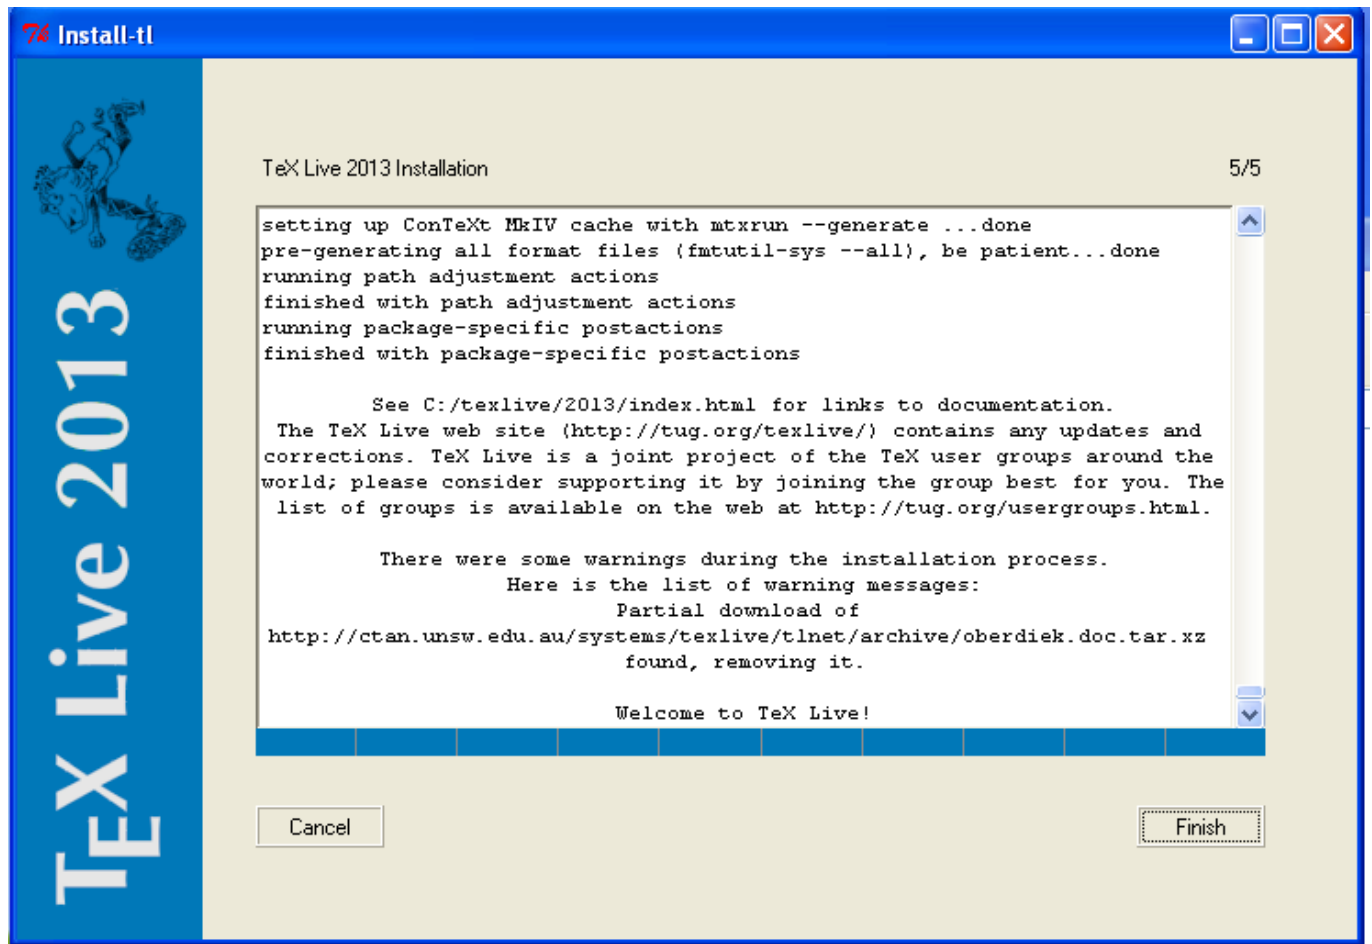 Install-tl
TeX Live 2013
TeX Live 2013 Installation
5/5
setting up ConTeXt MkIV cache with mtxrun --generate ...done
pre-generating all format files (fmtutil-sys --all), be patient...done
running path adjustment actions
finished with path adjustment actions
running package-specific postactions
finished with package-specific postactions
See C:/texlive/2013/index.html for links to documentation.
The TeX Live web site (http://tug.org/texlive/) contains any updates and
corrections. TeX Live is a joint project of the TeX user groups around the
world; please consider supporting it by joining the group best for you. The
list of groups is available on the web at http://tug.org/usergroups.html.
There were some warnings during the installation process.
Here is the list of warning messages:
Partial download of
http://ctan.unsw.edu.au/systems/texlive/tlnet/archive/oberdiek.doc.tar.xz
found, removing it.
Welcome to TeX Live!
Cancel
Finish